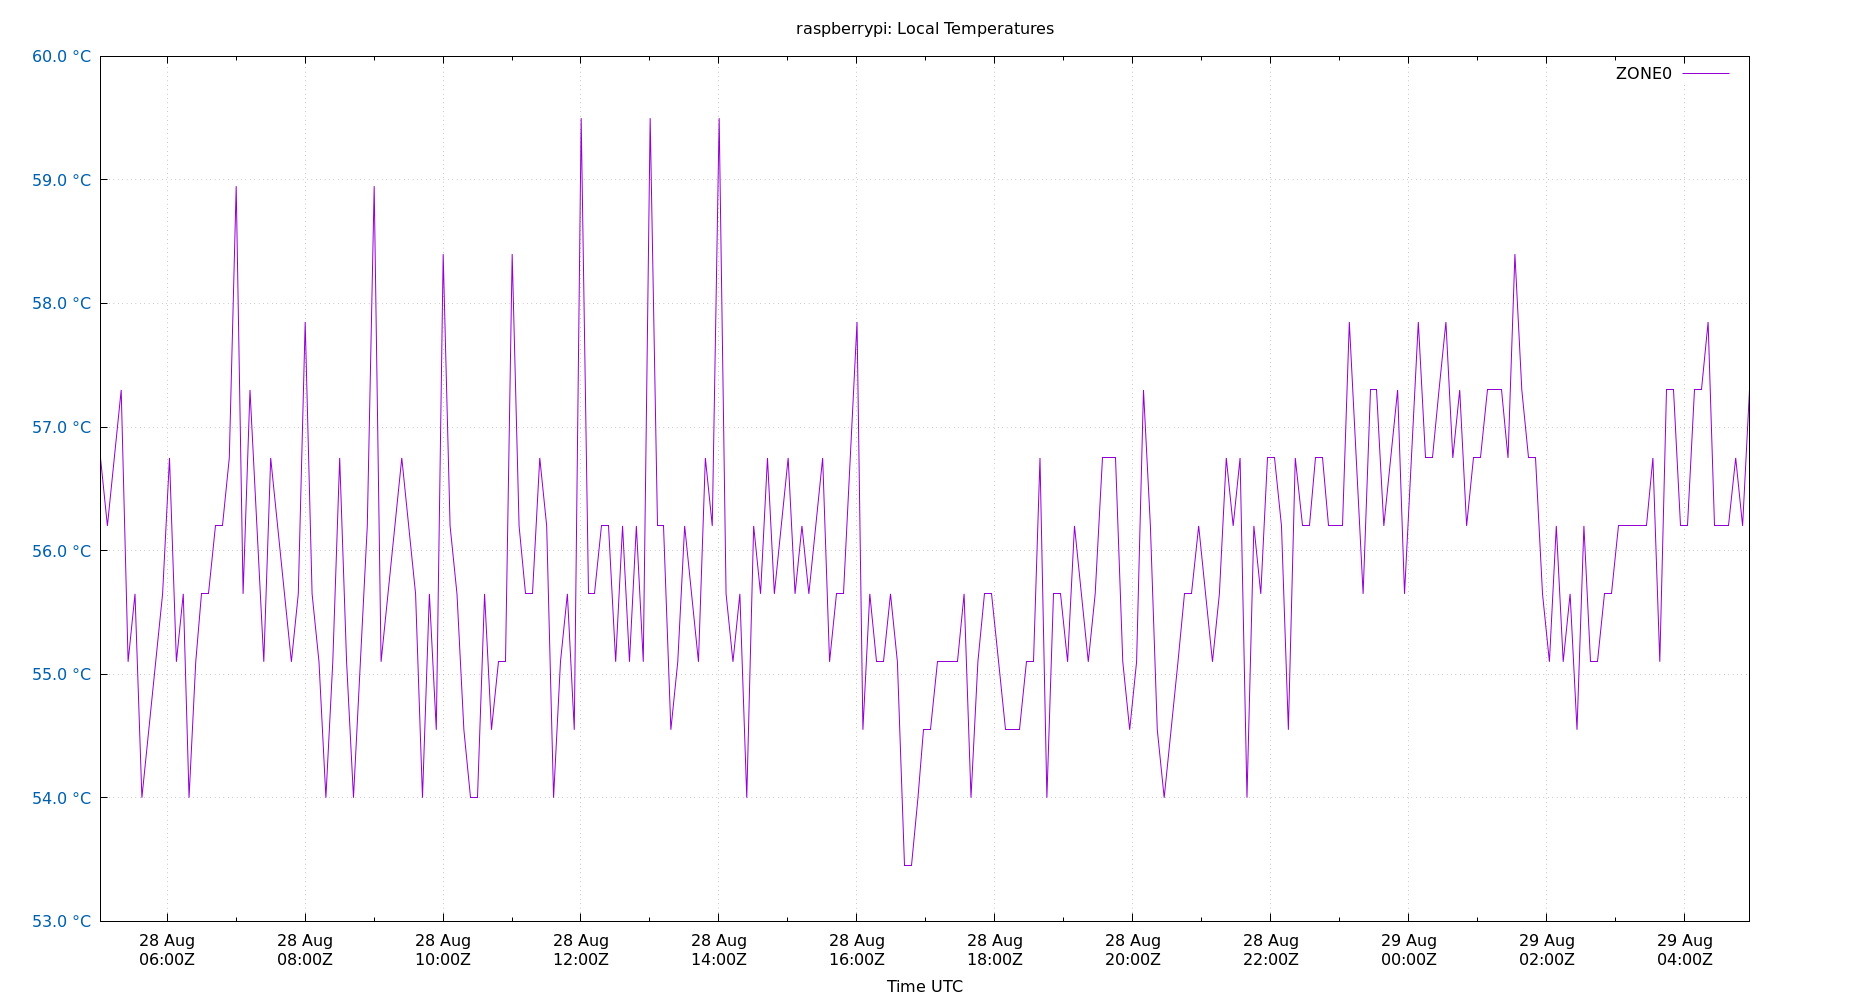 raspberrypi: Local Temperatures
60.0 °C
ZONE0
59.0 °C
58.0 °C
57.0 °C
56.0 °C
55.0 °C
54.0 °C
53.0 °C
28 Aug 28 Aug 28 Aug 28 Aug 28 Aug 28 Aug 28 Aug 28 Aug 28 Aug 29 Aug 29 Aug 29 Aug
06:00Z 08:00Z 10:00Z 12:00Z 14:00Z 16:00Z 18:00Z 20:00Z 22:00Z 00:00Z 02:00Z 04:00Z
Time UTC